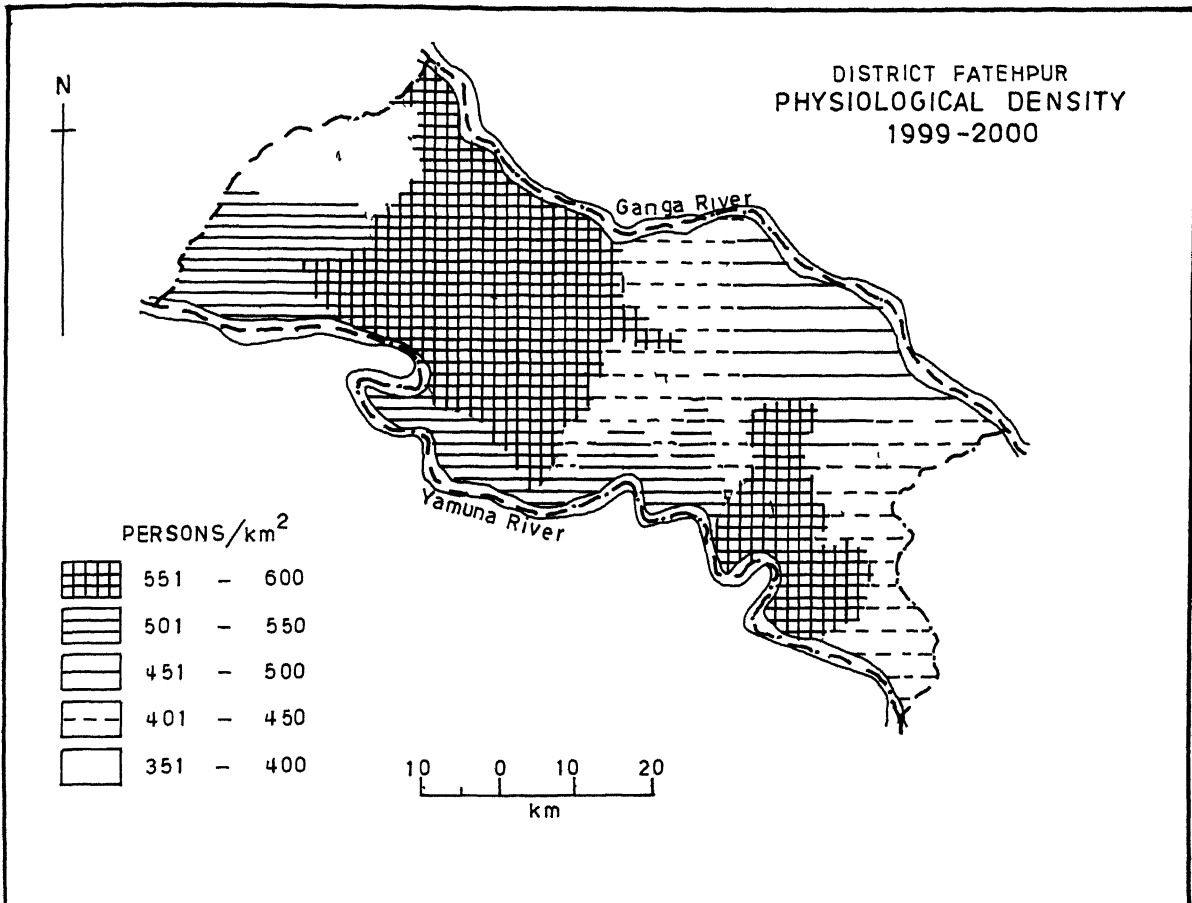 N
DISTRICT FATEHPUR
PHYSIOLOGICAL DENSITY
1999-2000
Ganga River
Yamuna River
PERSONS/km²
551 - 600
501 - 550
451 - 500
401 - 450
351 - 400
10 0 10 20
km